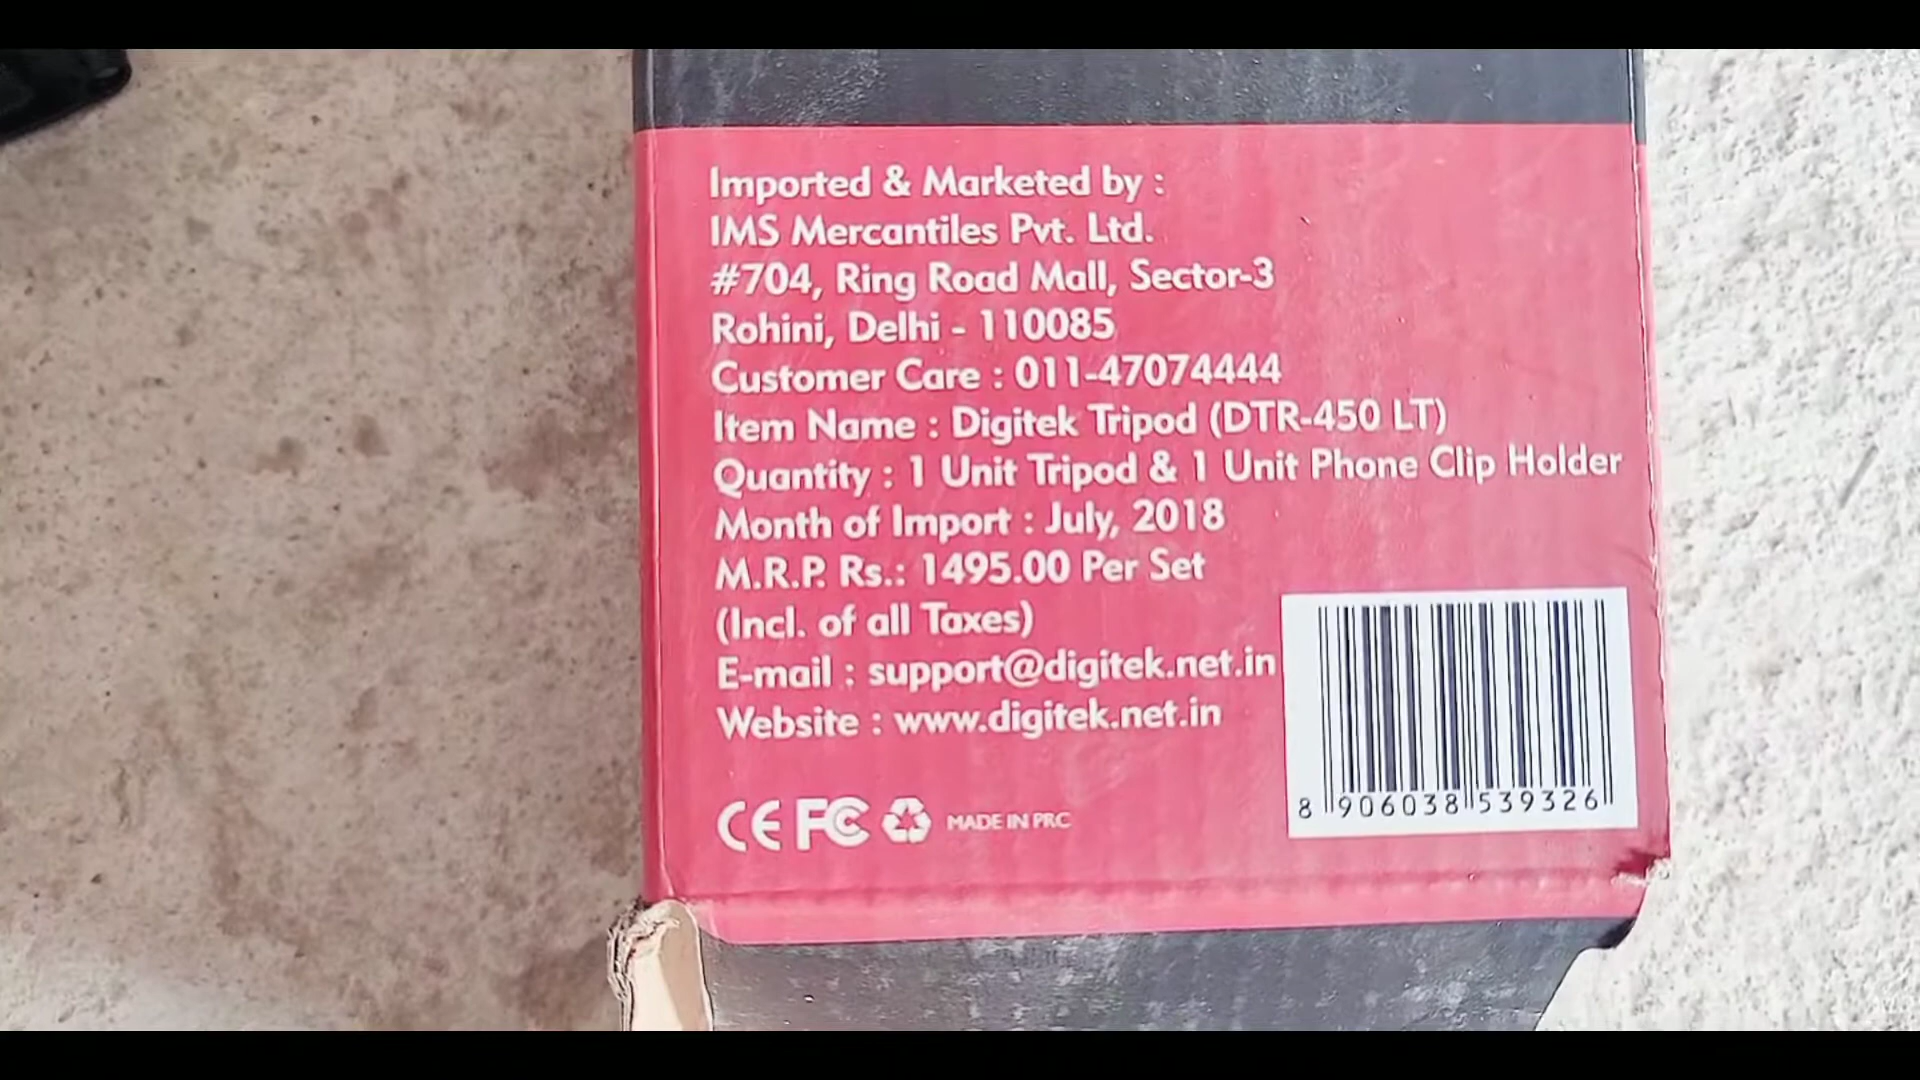 Imported & Marketed by :
IMS Mercantiles Pvt. Ltd.
#704, Ring Road Mall, Sector-3
Rohini, Delhi - 110085
Customer Care : 011-47074444
Item Name : Digitek Tripod (DTR-450 LT)
Quantity : 1 Unit Tripod & 1 Unit Phone Clip Holder
Month of Import : July, 2018
M.R.P. Rs.: 1495.00 Per Set
(Incl. of all Taxes)
E-mail : support@digitek.net.in
Website : www.digitek.net.in
CE FC MADE IN PRC
8 906038 539326